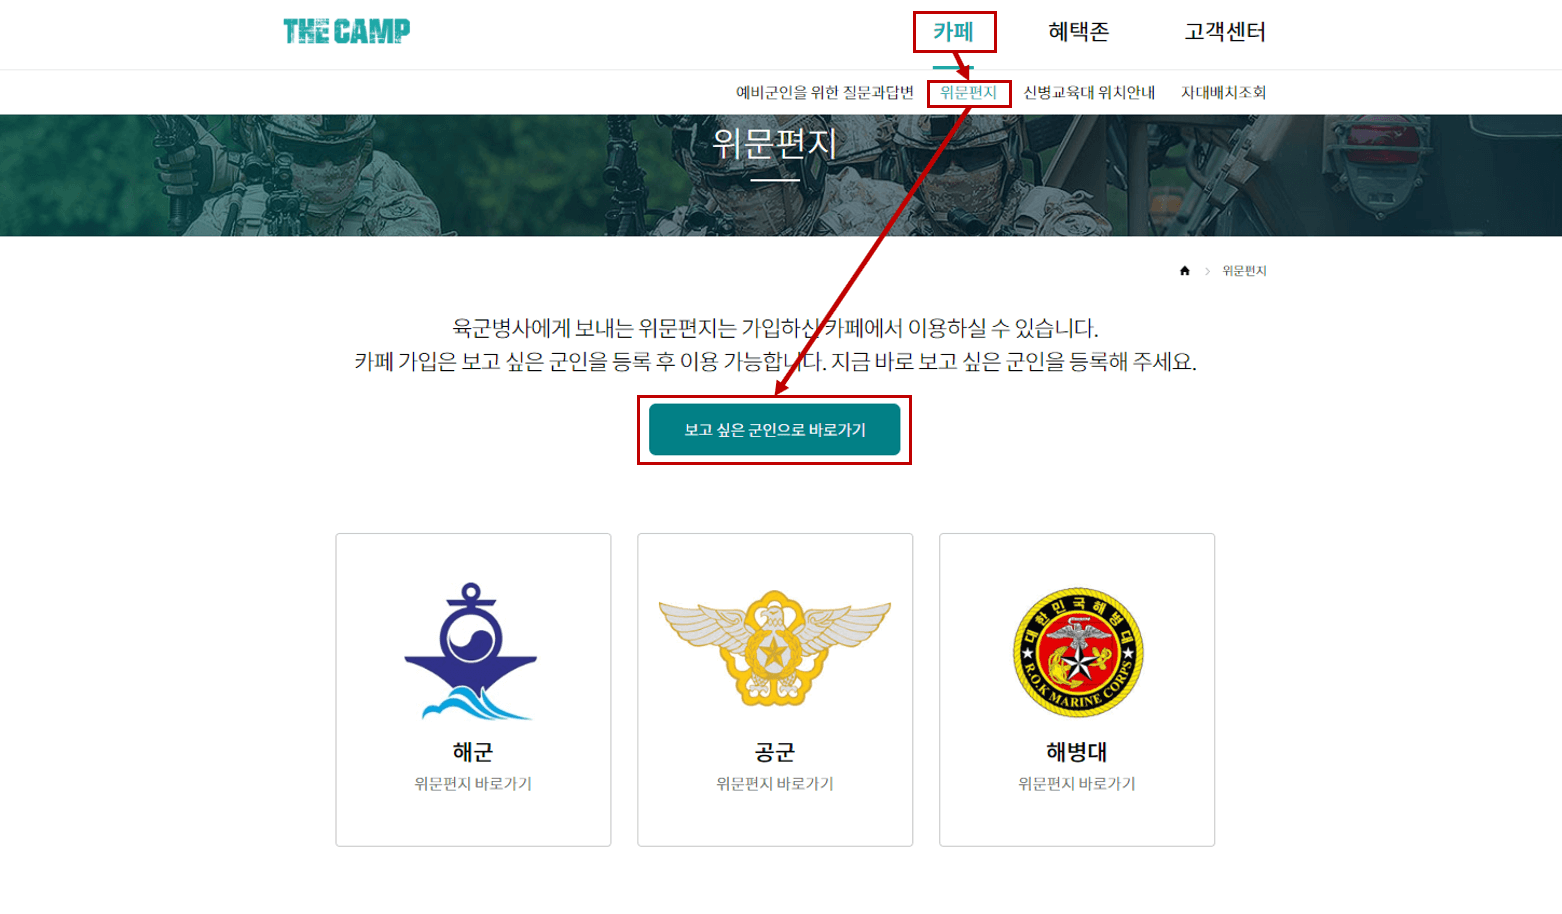 THE CAMP
카페
혜택존
고객센터
예비군인을 위한 질문과답변
위문편지
신병교육대 위치안내
자대배치조회
위문편지
위문편지
육군병사에게 보내는 위문편지는 가입하신 카페에서 이용하실 수 있습니다.
카페 가입은 보고 싶은 군인을 등록 후 이용 가능합니다. 지금 바로 보고 싶은 군인을 등록해 주세요.
보고 싶은 군인으로 바로가기
대한민국해병대
R.O.K MARINE CORPS
해군
위문편지 바로가기
공군
위문편지 바로가기
해병대
위문편지 바로가기